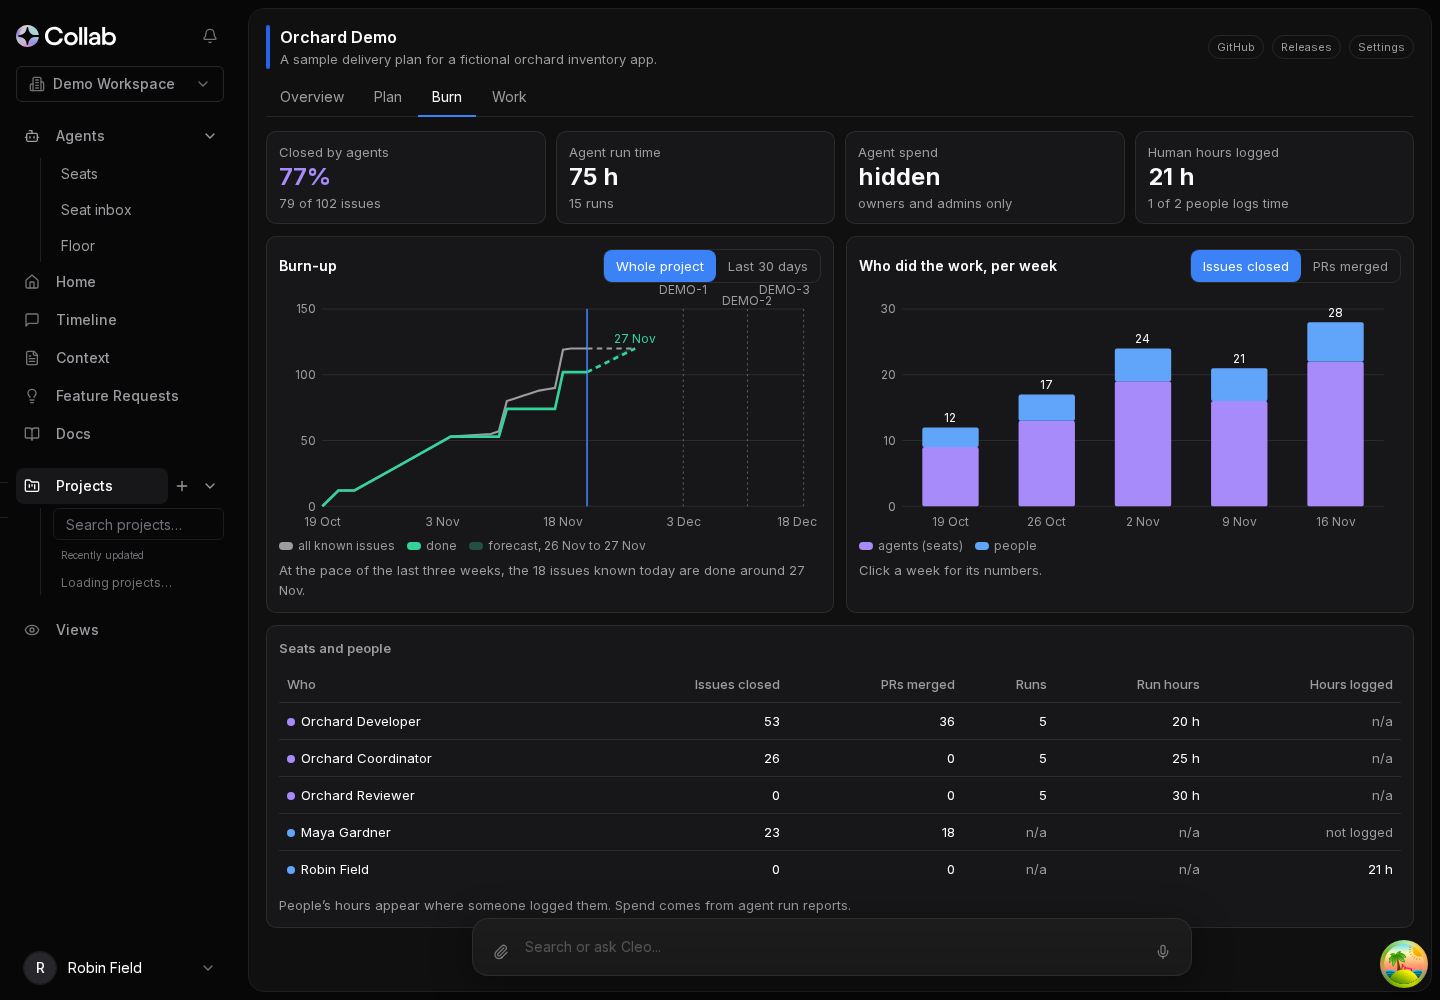 Collab
Demo Workspace
Agents
Seats
Seat inbox
Floor
Home
Timeline
Context
Feature Requests
Docs
Projects
Search projects...
Recently updated
Loading projects...
Views
R
Robin Field
Orchard Demo
A sample delivery plan for a fictional orchard inventory app.
GitHub
Releases
Settings
Overview
Plan
Burn
Work
Closed by agents
77%
79 of 102 issues
Agent run time
75 h
15 runs
Agent spend
hidden
owners and admins only
Human hours logged
21 h
1 of 2 people logs time
Burn-up
Whole project
Last 30 days
DEMO-1
DEMO-2
DEMO-3
150
100
50
0
27 Nov
19 Oct
3 Nov
18 Nov
3 Dec
18 Dec
all known issues
done
forecast, 26 Nov to 27 Nov
At the pace of the last three weeks, the 18 issues known today are done around 27
Nov.
Who did the work, per week
Issues closed
PRs merged
30
20
10
0
12
17
24
21
28
19 Oct
26 Oct
2 Nov
9 Nov
16 Nov
agents (seats)
people
Click a week for its numbers.
Seats and people
Who Issues closed PRs merged Runs Run hours Hours logged
Orchard Developer 53 36 5 20 h n/a
Orchard Coordinator 26 0 5 25 h n/a
Orchard Reviewer 0 0 5 30 h n/a
Maya Gardner 23 18 n/a n/a not logged
Robin Field 0 0 n/a n/a 21 h
People's hours appear where someone logged them. Spend comes from agent run reports.
Search or ask Cleo...